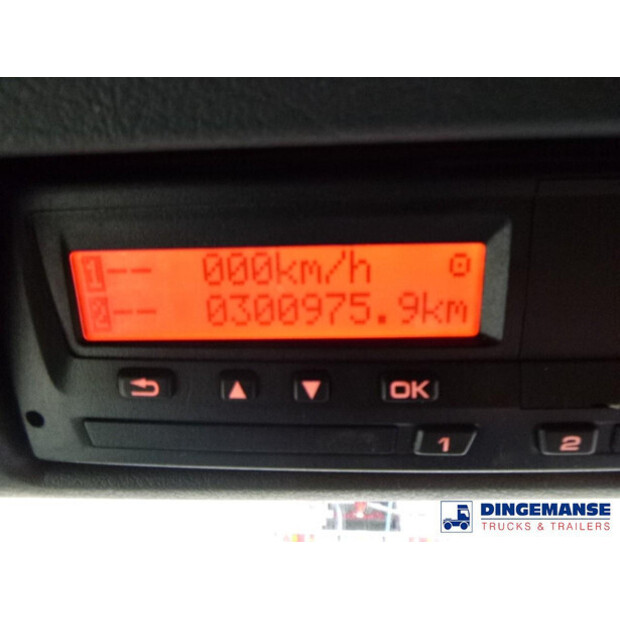 1-- 000km/h
2-- 0300975.9km
OK
1
2
DINGEMANSE
TRUCKS & TRAILERS